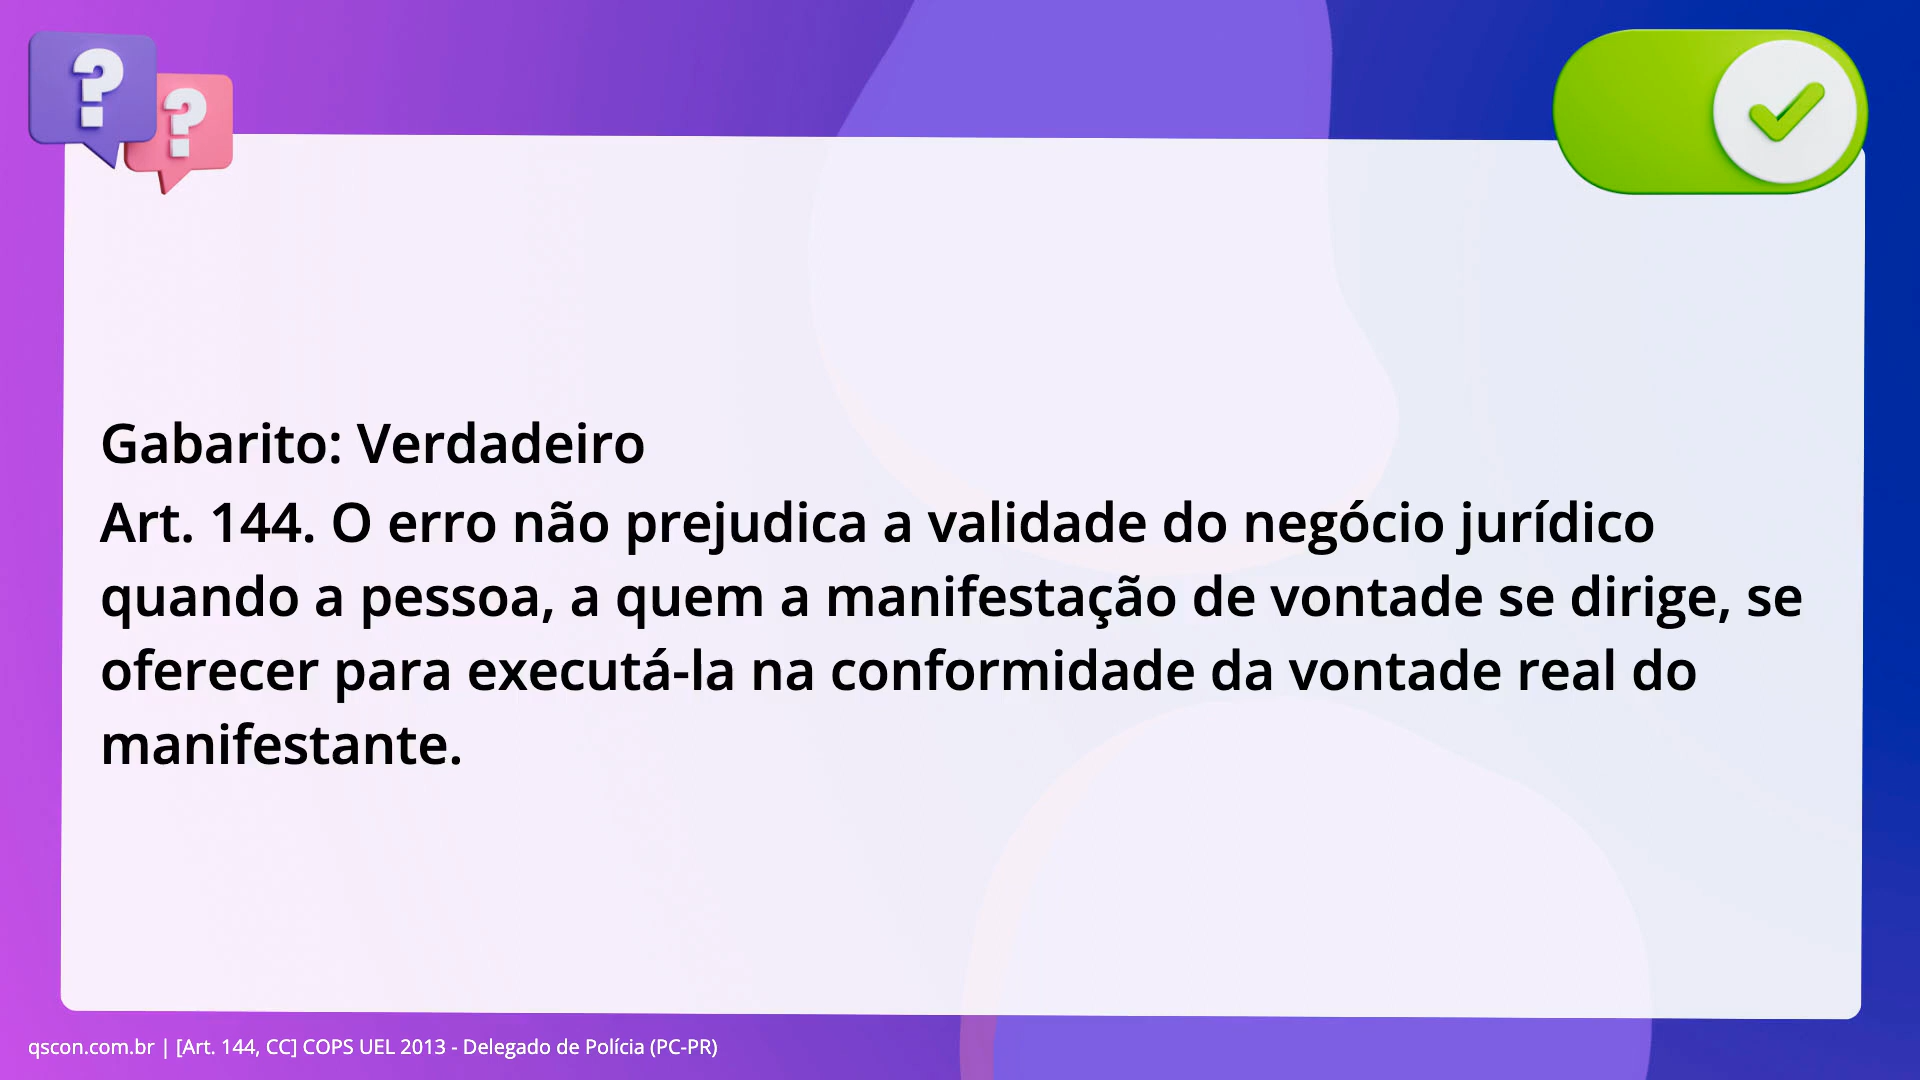 ? ?
Gabarito: Verdadeiro
Art. 144. O erro não prejudica a validade do negócio jurídico
quando a pessoa, a quem a manifestação de vontade se dirige, se
oferecer para executá-la na conformidade da vontade real do
manifestante.
qscon.com.br | [Art. 144, CC] COPS UEL 2013 - Delegado de Polícia (PC-PR)